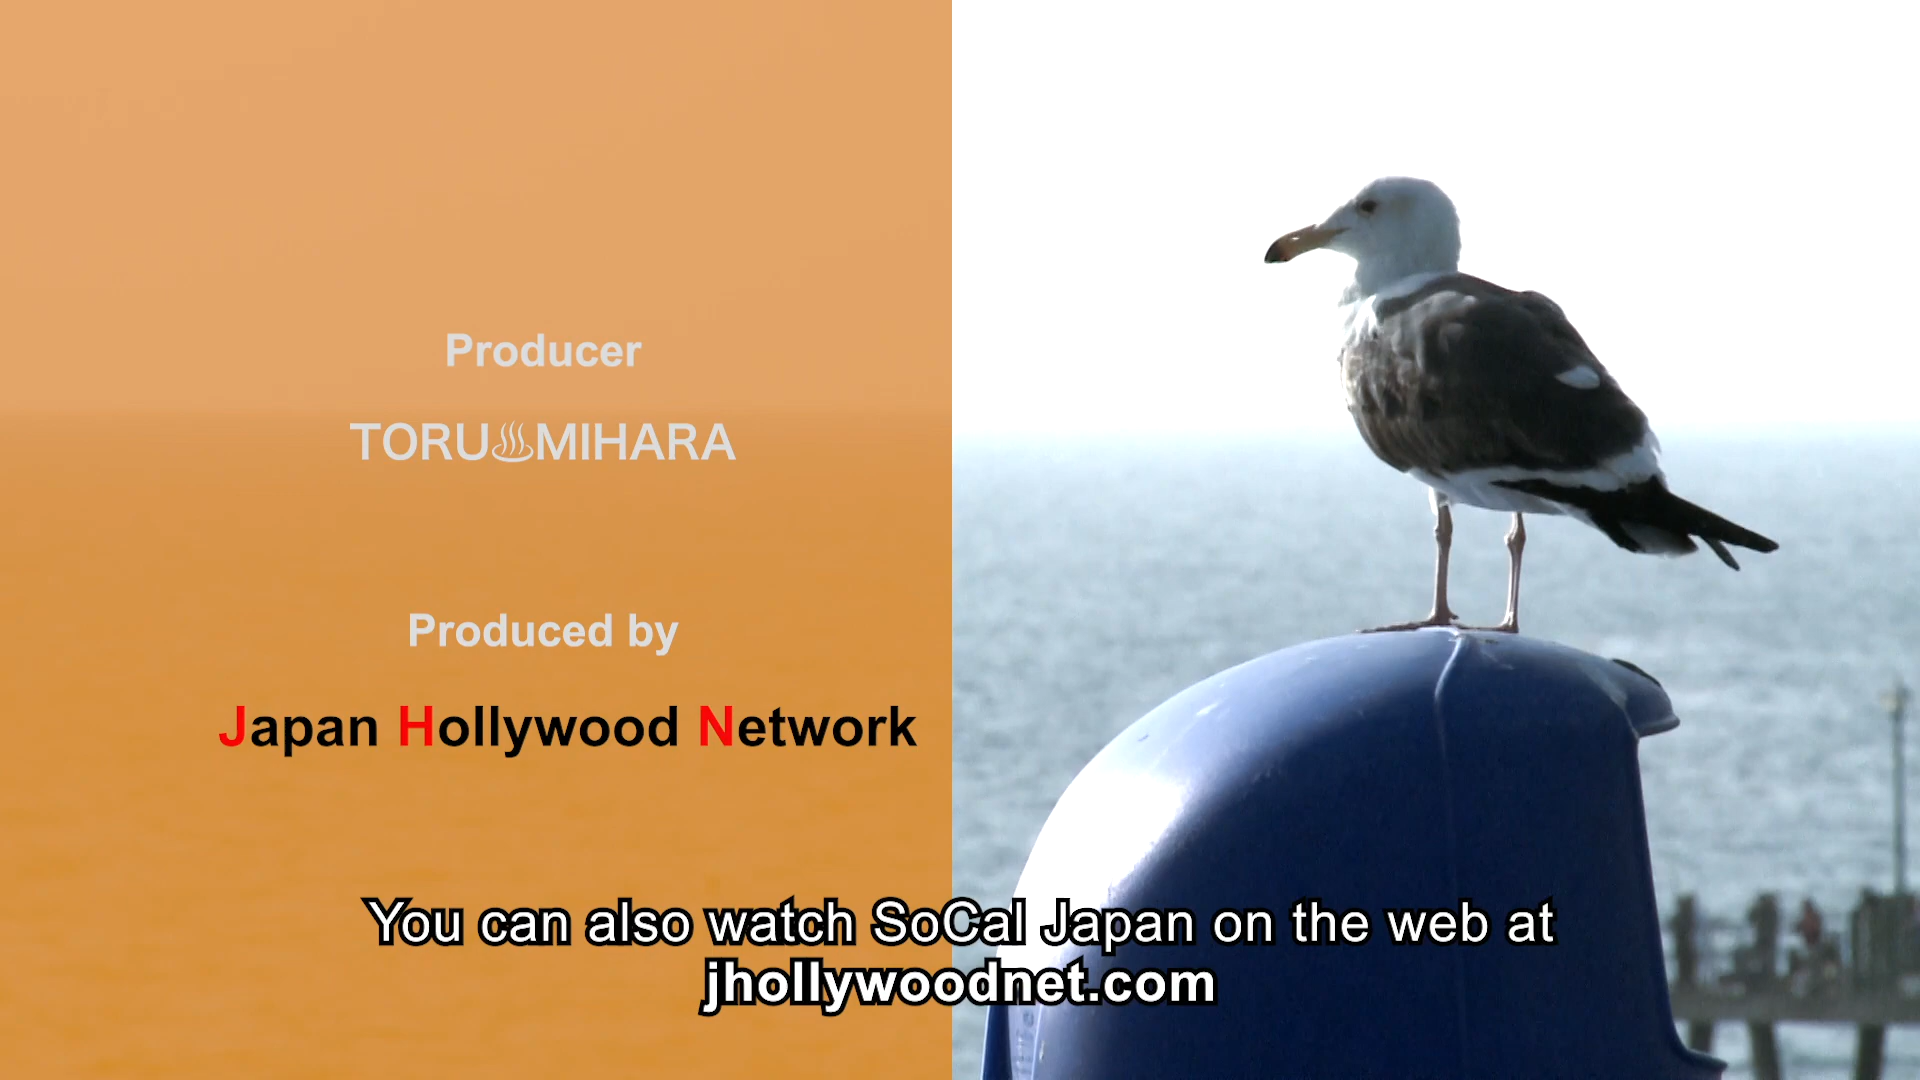 Producer
TORU♨MIHARA
Produced by
Japan Hollywood Network
You can also watch SoCal Japan on the web at
jhollywoodnet.com